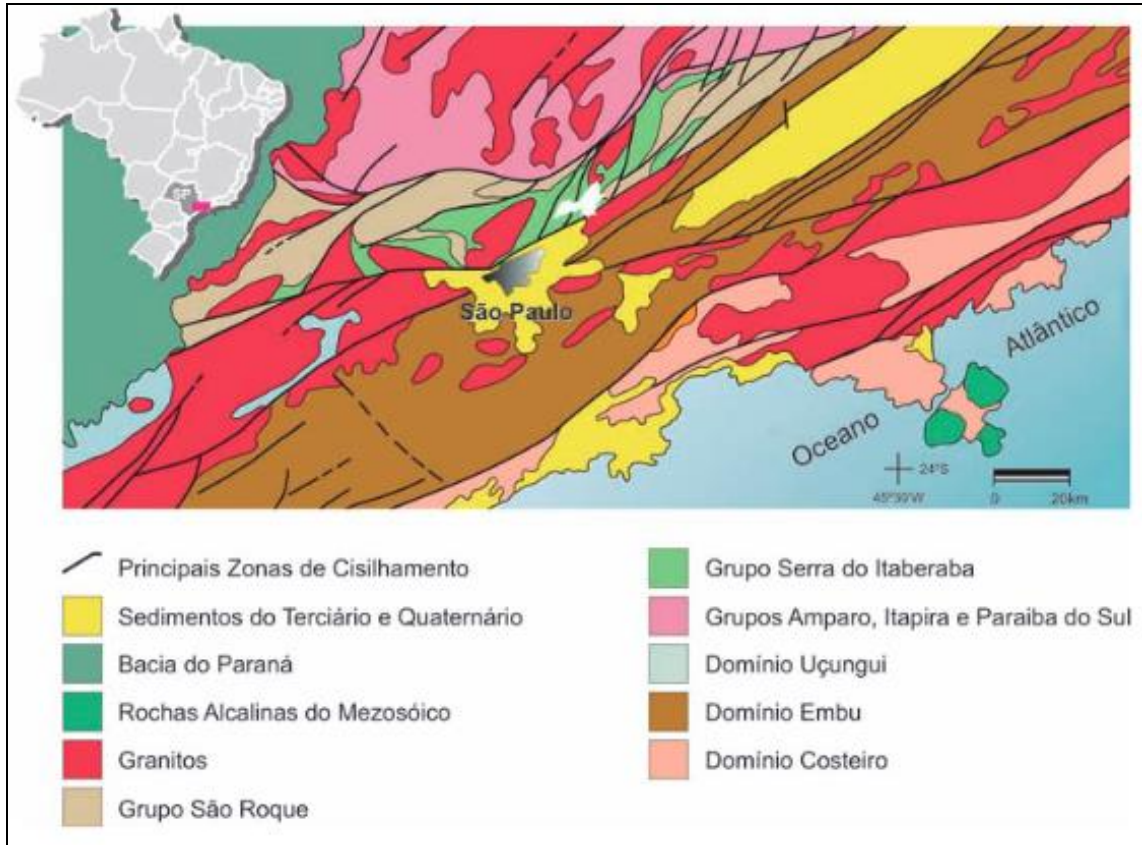 SP
São Paulo
Atlântico
Oceano
24°S
45°30'W
0 20km
Principais Zonas de Cisilhamento
Sedimentos do Terciário e Quaternário
Bacia do Paraná
Rochas Alcalinas do Mezosóico
Granitos
Grupo São Roque
Grupo Serra do Itaberaba
Grupos Amparo, Itapira e Paraiba do Sul
Domínio Uçungui
Domínio Embu
Domínio Costeiro